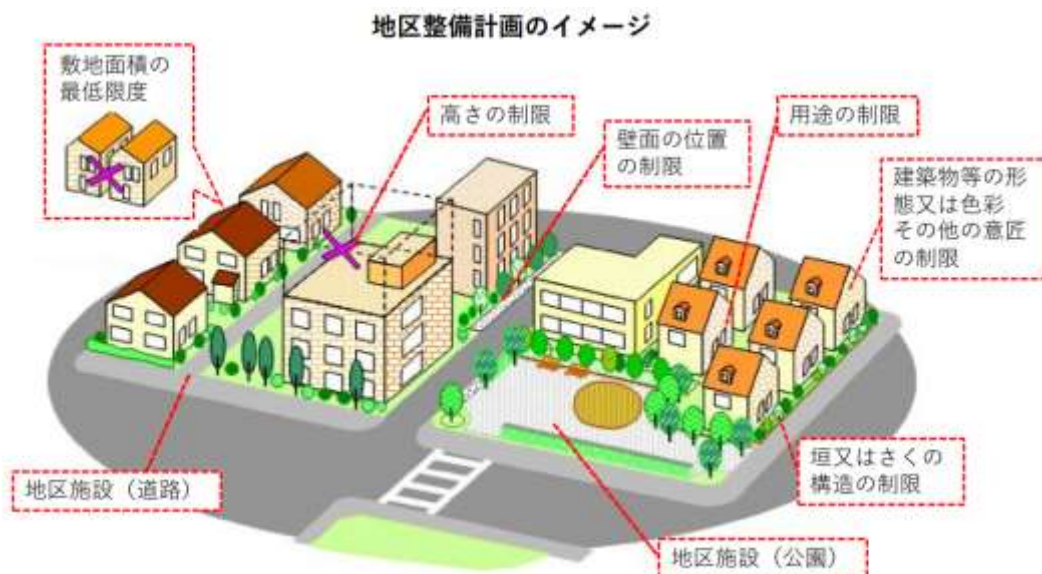 地区整備計画のイメージ
敷地面積の
最低限度
高さの制限
壁面の位置
の制限
用途の制限
建築物等の形
態又は色彩
その他の意匠
の制限
地区施設（道路）
垣又はさくの
構造の制限
地区施設（公園）